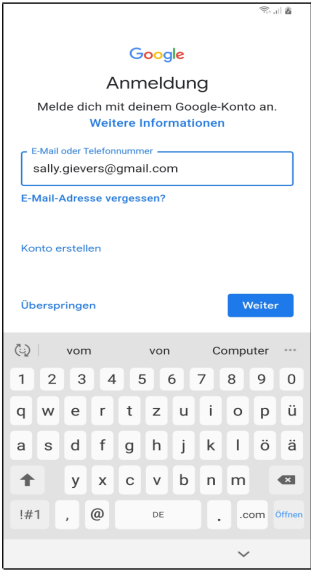 Google
Anmeldung
Melde dich mit deinem Google-Konto an.
Weitere Informationen
E-Mail oder Telefonnummer
sally.gievers@gmail.com
E-Mail-Adresse vergessen?
Konto erstellen
Überspringen Weiter
vom von Computer ...
1 2 3 4 5 6 7 8 9 0
q w e r t z u i o p ü
a s d f g h j k l ö ä
y x c v b n m
!#1 , @ DE . .com Öffnen